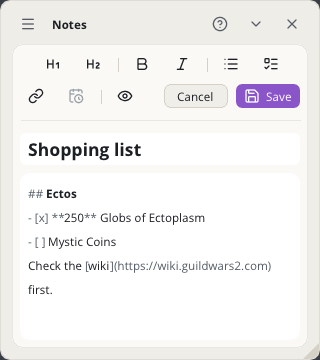 Notes
H1 H2 B I
Cancel Save
Shopping list
## Ectos
- [x] **250** Globs of Ectoplasm
- [ ] Mystic Coins
Check the [wiki](https://wiki.guildwars2.com)
first.